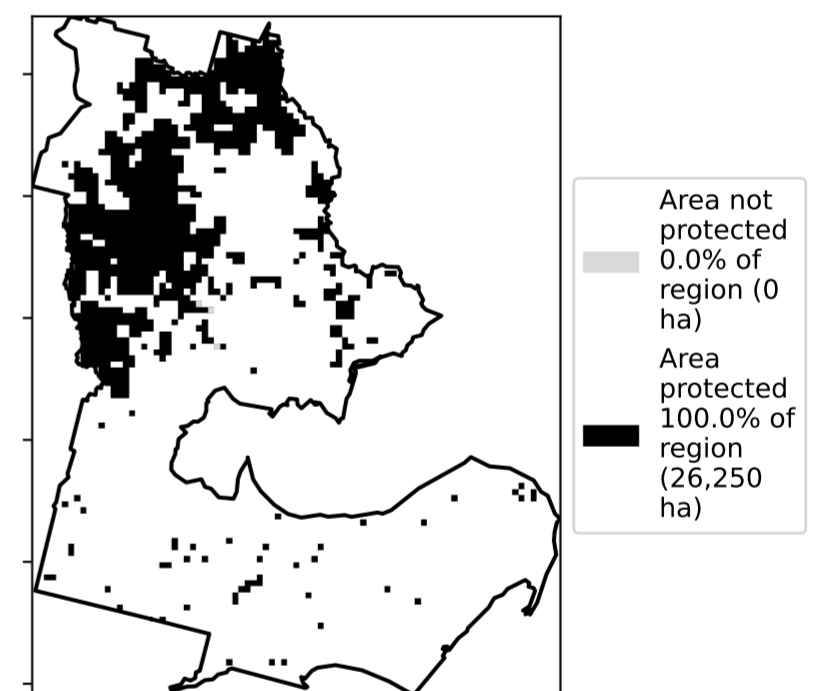 Area not
protected
0.0% of
region (0
ha)
Area
protected
100.0% of
region
(26,250
ha)